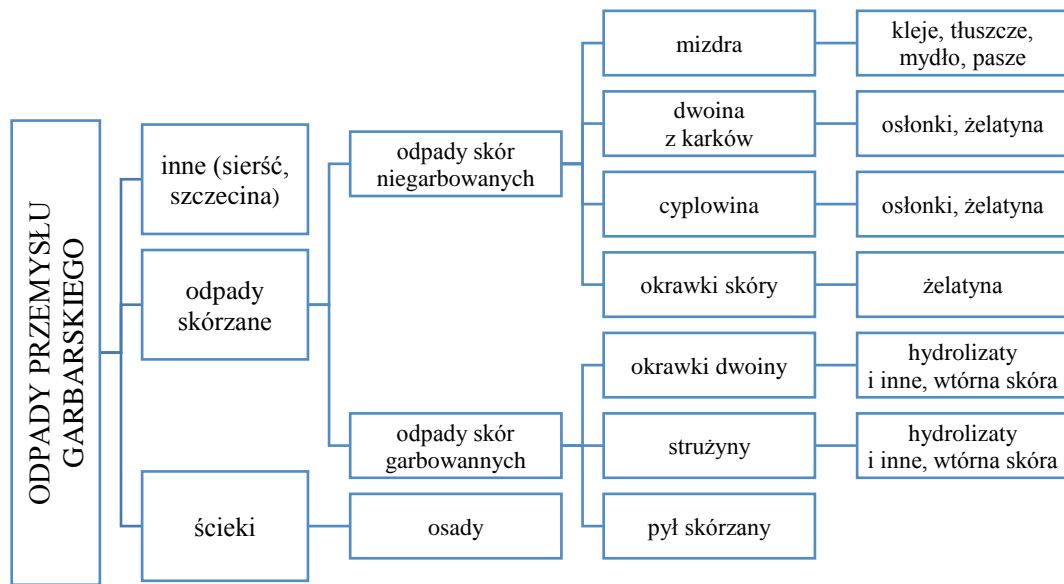 ODPADY PRZEMYSŁU
GARBARSKIEGO
inne (sierść,
szczecina)
odpady
skórzane
ścieki
odpady skór
niegarbowanych
odpady skór
garbowannych
osady
mizdra
dwoina
z karków
cyplowina
okrawki skóry
okrawki dwoiny
strużyny
pył skórzany
kleje, tłuszcze,
mydło, pasze
osłonki, żelatyna
osłonki, żelatyna
żelatyna
hydrolizaty
i inne, wtórna skóra
hydrolizaty
i inne, wtórna skóra